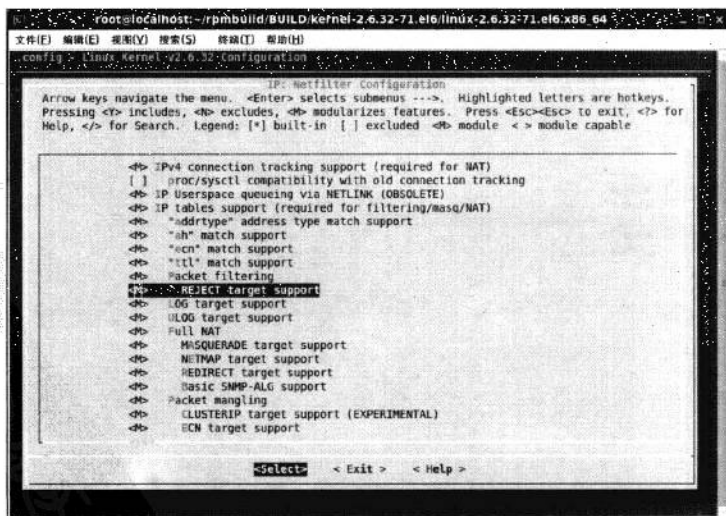 root@localhost:~/rpmbuild/BUILD/kernel-2.6.32-71.el6/linux-2.6.32-71.el6.x86_64
文件(F) 编辑(E) 视图(V) 搜索(S) 终端(T) 帮助(H)
.config - Linux Kernel v2.6.32 Configuration
IP: Netfilter Configuration
Arrow keys navigate the menu. <Enter> selects submenus --->. Highlighted letters are hotkeys.
Pressing <Y> includes, <N> excludes, <M> modularizes features. Press <Esc><Esc> to exit, <?> for
Help, </> for Search. Legend: [*] built-in [ ] excluded <M> module < > module capable
<M> IPv4 connection tracking support (required for NAT)
[ ] proc/sysctl compatibility with old connection tracking
<M> IP Userspace queueing via NETLINK (OBSOLETE)
<M> IP tables support (required for filtering/masq/NAT)
<M> "addrtype" address type match support
<M> "ah" match support
<M> "ecn" match support
<M> "ttl" match support
<M> Packet filtering
<M> REJECT target support
<M> LOG target support
<M> ULOG target support
<M> Full NAT
<M> MASQUERADE target support
<M> NETMAP target support
<M> REDIRECT target support
<M> Basic SNMP-ALG support
<M> Packet mangling
<M> CLUSTERIP target support (EXPERIMENTAL)
<M> ECN target support
<Select> < Exit > < Help >